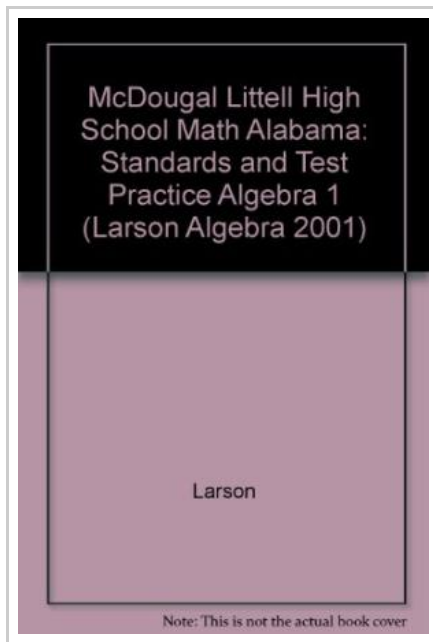 McDougal Littell High
School Math Alabama:
Standards and Test
Practice Algebra 1
(Larson Algebra 2001)
Larson
Note: This is not the actual book cover